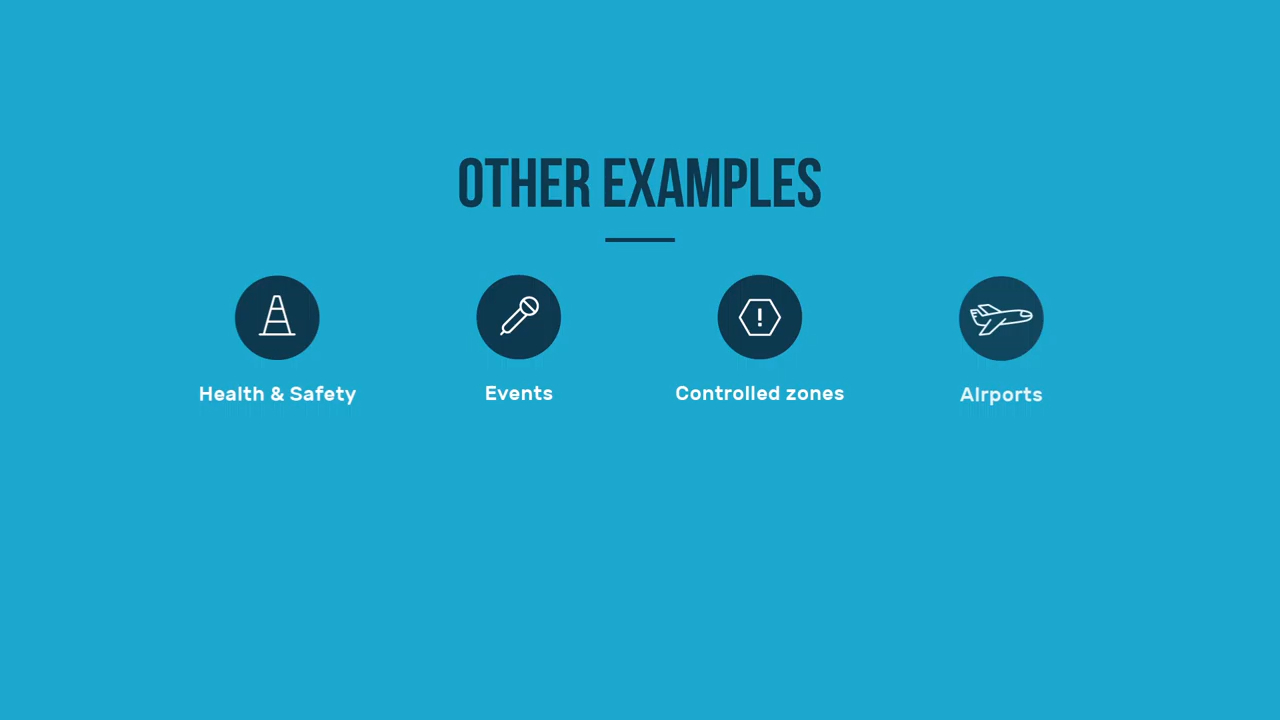 OTHER EXAMPLES
Health & Safety
Events
Controlled zones
AIrports